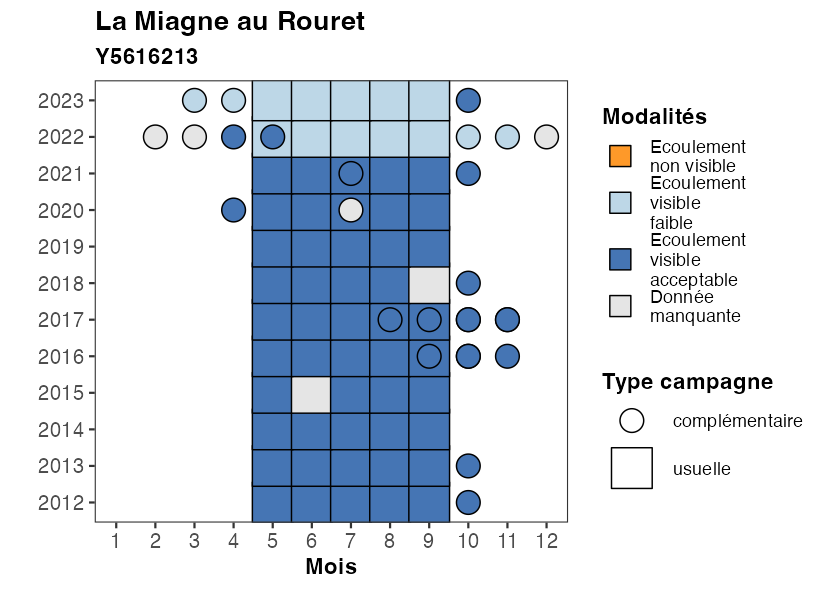 La Miagne au Rouret
Y5616213
2023
2022
2021
2020
2019
2018
2017
2016
2015
2014
2013
2012
1 2 3 4 5 6 7 8 9 10 11 12
Mois
Modalités
Ecoulement
non visible
Ecoulement
visible
faible
Ecoulement
visible
acceptable
Donnée
manquante
Type campagne
complémentaire
usuelle